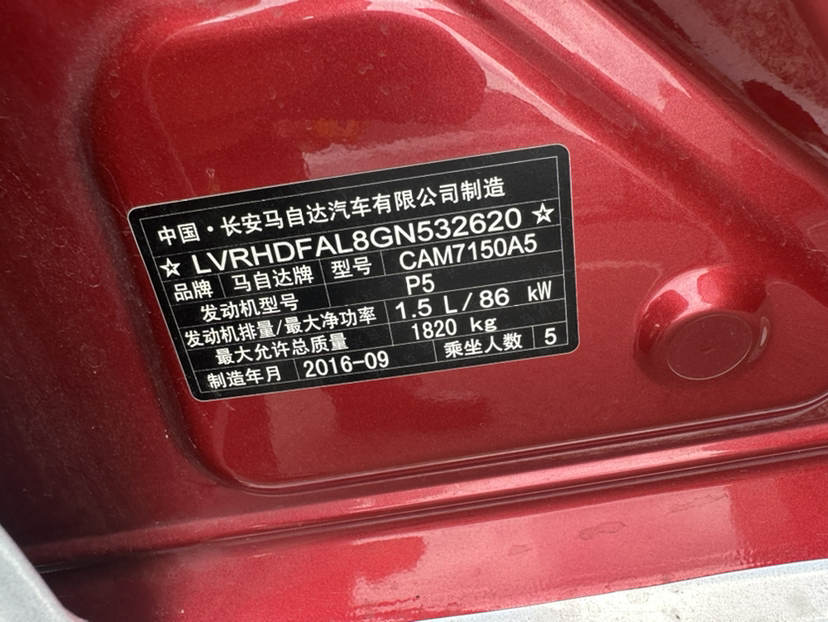 中国·长安马自达汽车有限公司制造
☆ LVRHDFAL8GN532620 ☆
品牌 马自达牌 型号 CAM7150A5
发动机型号 P5
发动机排量/最大净功率 1.5 L/86 kW
最大允许总质量 1820 kg
制造年月 2016-09 乘坐人数 5